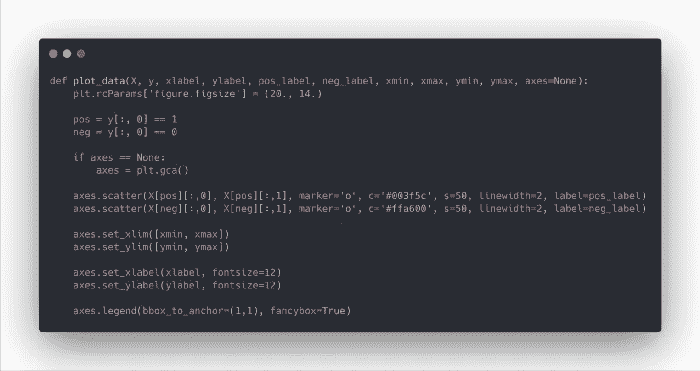 def plot_data(X, y, xlabel, ylabel, pos_label, neg_label, xmin, xmax, ymin, ymax, axes=None):
    plt.rcParams['figure.figsize'] = (20., 14.)
    pos = y[:, 0] == 1
    neg = y[:, 0] == 0
    if axes == None:
        axes = plt.gca()
    axes.scatter(X[pos][:,0], X[pos][:,1], marker='o', c='#003f5c', s=50, linewidth=2, label=pos_label)
    axes.scatter(X[neg][:,0], X[neg][:,1], marker='o', c='#ffa600', s=50, linewidth=2, label=neg_label)
    axes.set_xlim([xmin, xmax])
    axes.set_ylim([ymin, ymax])
    axes.set_xlabel(xlabel, fontsize=12)
    axes.set_ylabel(ylabel, fontsize=12)
    axes.legend(bbox_to_anchor=(1,1), fancybox=True)